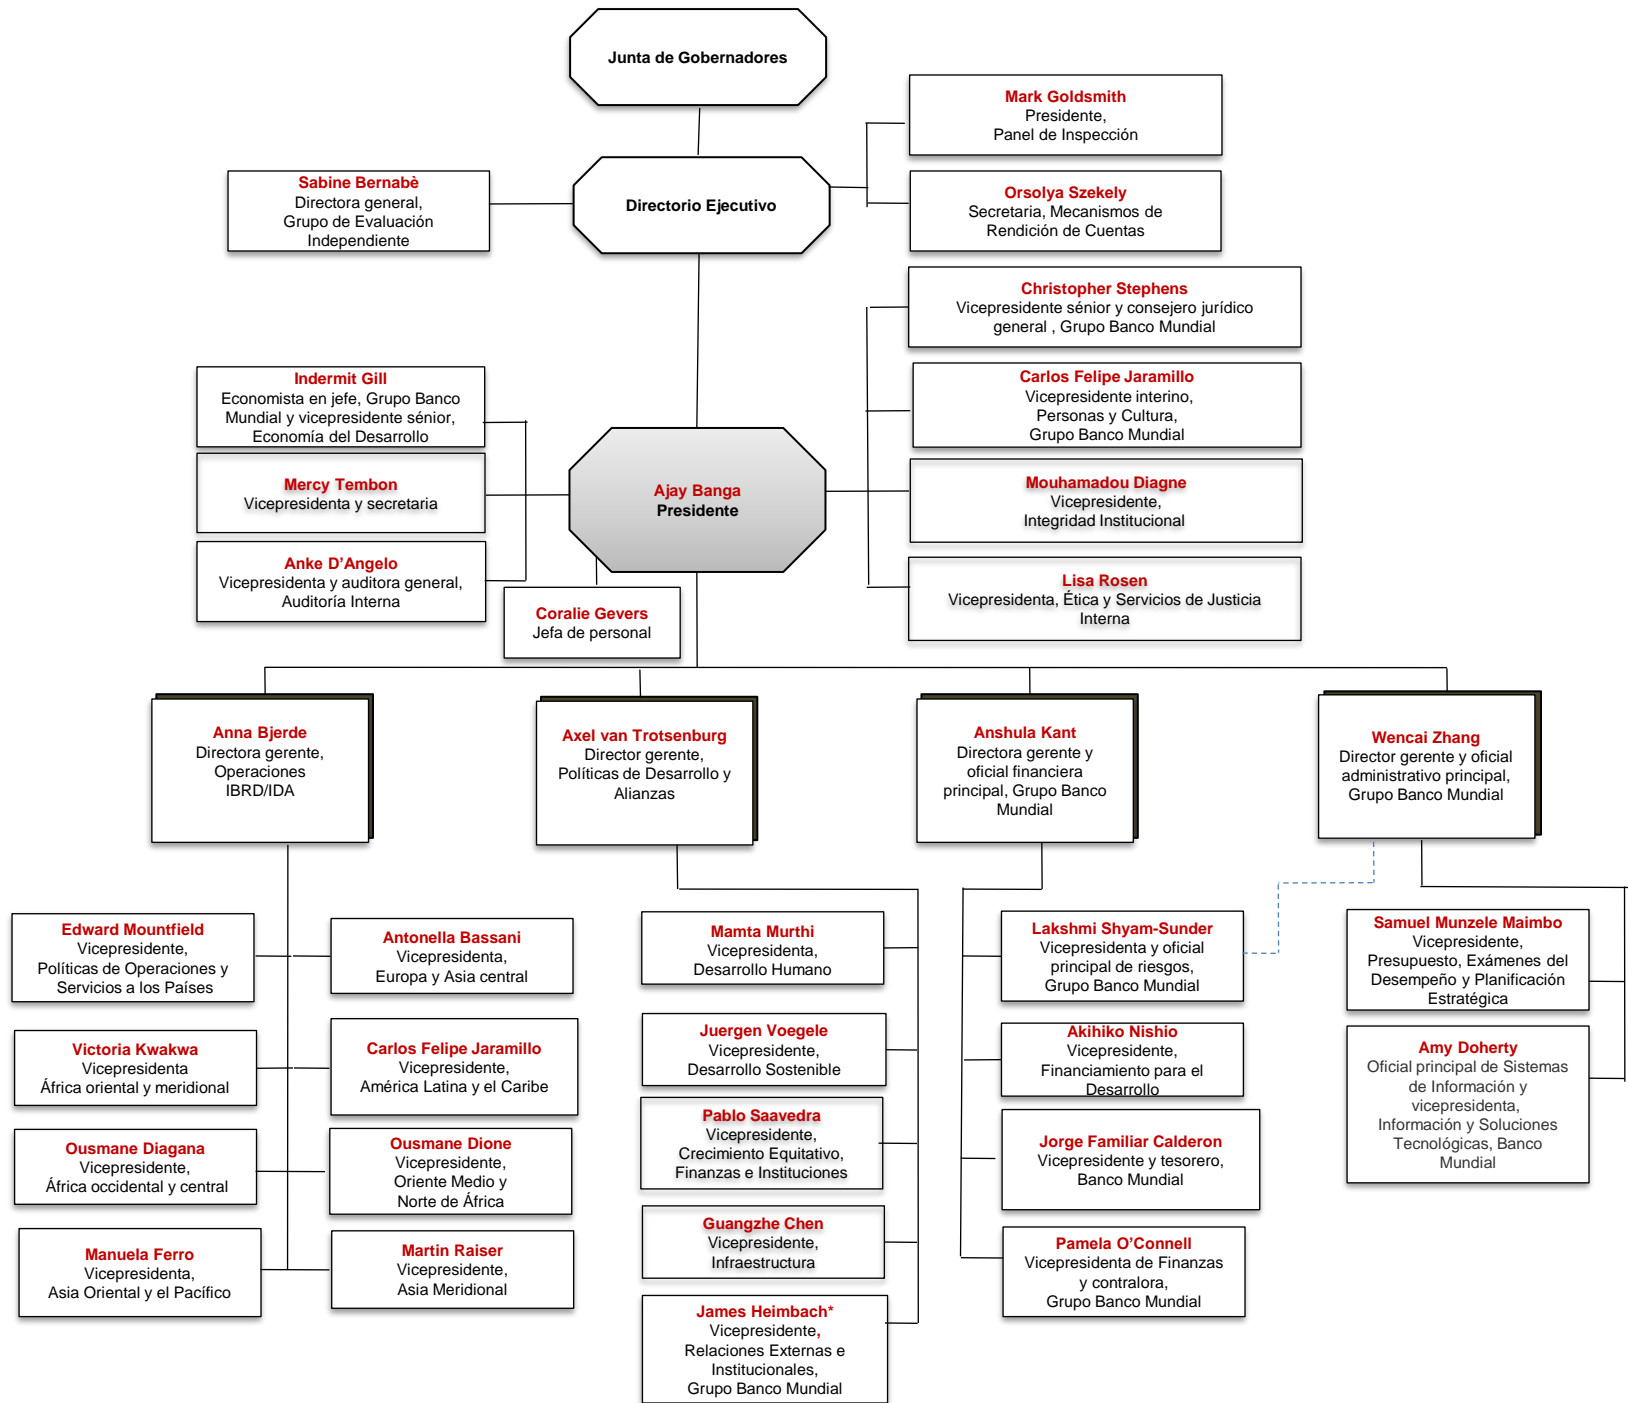 Junta de Gobernadores
Mark Goldsmith
Presidente,
Panel de Inspección
Sabine Bernabè
Directora general,
Grupo de Evaluación
Independiente
Directorio Ejecutivo
Orsolya Szekely
Secretaria, Mecanismos de
Rendición de Cuentas
Christopher Stephens
Vicepresidente sénior y consejero jurídico
general , Grupo Banco Mundial
Indermit Gill
Economista en jefe, Grupo Banco
Mundial y vicepresidente sénior,
Economía del Desarrollo
Carlos Felipe Jaramillo
Vicepresidente interino,
Personas y Cultura,
Grupo Banco Mundial
Mercy Tembon
Vicepresidenta y secretaria
Ajay Banga
Presidente
Mouhamadou Diagne
Vicepresidente,
Integridad Institucional
Anke D’Angelo
Vicepresidenta y auditora general,
Auditoría Interna
Coralie Gevers
Jefa de personal
Lisa Rosen
Vicepresidenta, Ética y Servicios de Justicia
Interna
Anna Bjerde
Directora gerente,
Operaciones
IBRD/IDA
Axel van Trotsenburg
Director gerente,
Políticas de Desarrollo y
Alianzas
Anshula Kant
Directora gerente y
oficial financiera
principal, Grupo Banco
Mundial
Wencai Zhang
Director gerente y oficial
administrativo principal,
Grupo Banco Mundial
Edward Mountfield
Vicepresidente,
Políticas de Operaciones y
Servicios a los Países
Antonella Bassani
Vicepresidenta,
Europa y Asia central
Victoria Kwakwa
Vicepresidenta
África oriental y meridional
Carlos Felipe Jaramillo
Vicepresidente,
América Latina y el Caribe
Ousmane Diagana
Vicepresidente,
África occidental y central
Ousmane Dione
Vicepresidente,
Oriente Medio y
Norte de África
Manuela Ferro
Vicepresidenta,
Asia Oriental y el Pacífico
Martin Raiser
Vicepresidente,
Asia Meridional
Mamta Murthi
Vicepresidenta,
Desarrollo Humano
Juergen Voegele
Vicepresidente,
Desarrollo Sostenible
Pablo Saavedra
Vicepresidente,
Crecimiento Equitativo,
Finanzas e Instituciones
Guangzhe Chen
Vicepresidente,
Infraestructura
James Heimbach*
Vicepresidente,
Relaciones Externas e
Institucionales,
Grupo Banco Mundial
Lakshmi Shyam-Sunder
Vicepresidenta y oficial
principal de riesgos,
Grupo Banco Mundial
Akihiko Nishio
Vicepresidente,
Financiamiento para el
Desarrollo
Jorge Familiar Calderon
Vicepresidente y tesorero,
Banco Mundial
Pamela O’Connell
Vicepresidenta de Finanzas
y contralora,
Grupo Banco Mundial
Samuel Munzele Maimbo
Vicepresidente,
Presupuesto, Exámenes del
Desempeño y Planificación
Estratégica
Amy Doherty
Oficial principal de Sistemas
de Información y
vicepresidenta,
Información y Soluciones
Tecnológicas, Banco
Mundial